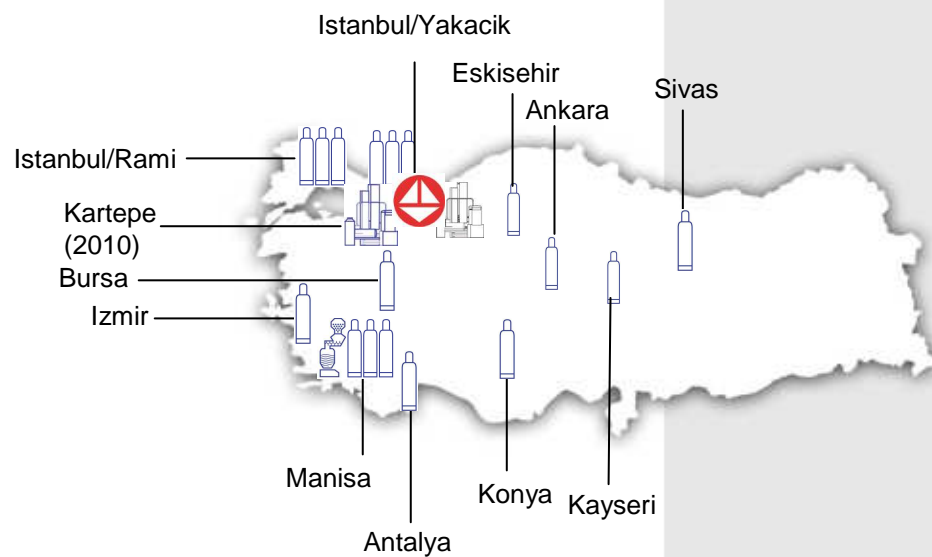 Istanbul/Yakacik
Eskisehir
Sivas
Ankara
Istanbul/Rami
Kartepe
(2010)
Bursa
Izmir
Manisa
Konya
Kayseri
Antalya